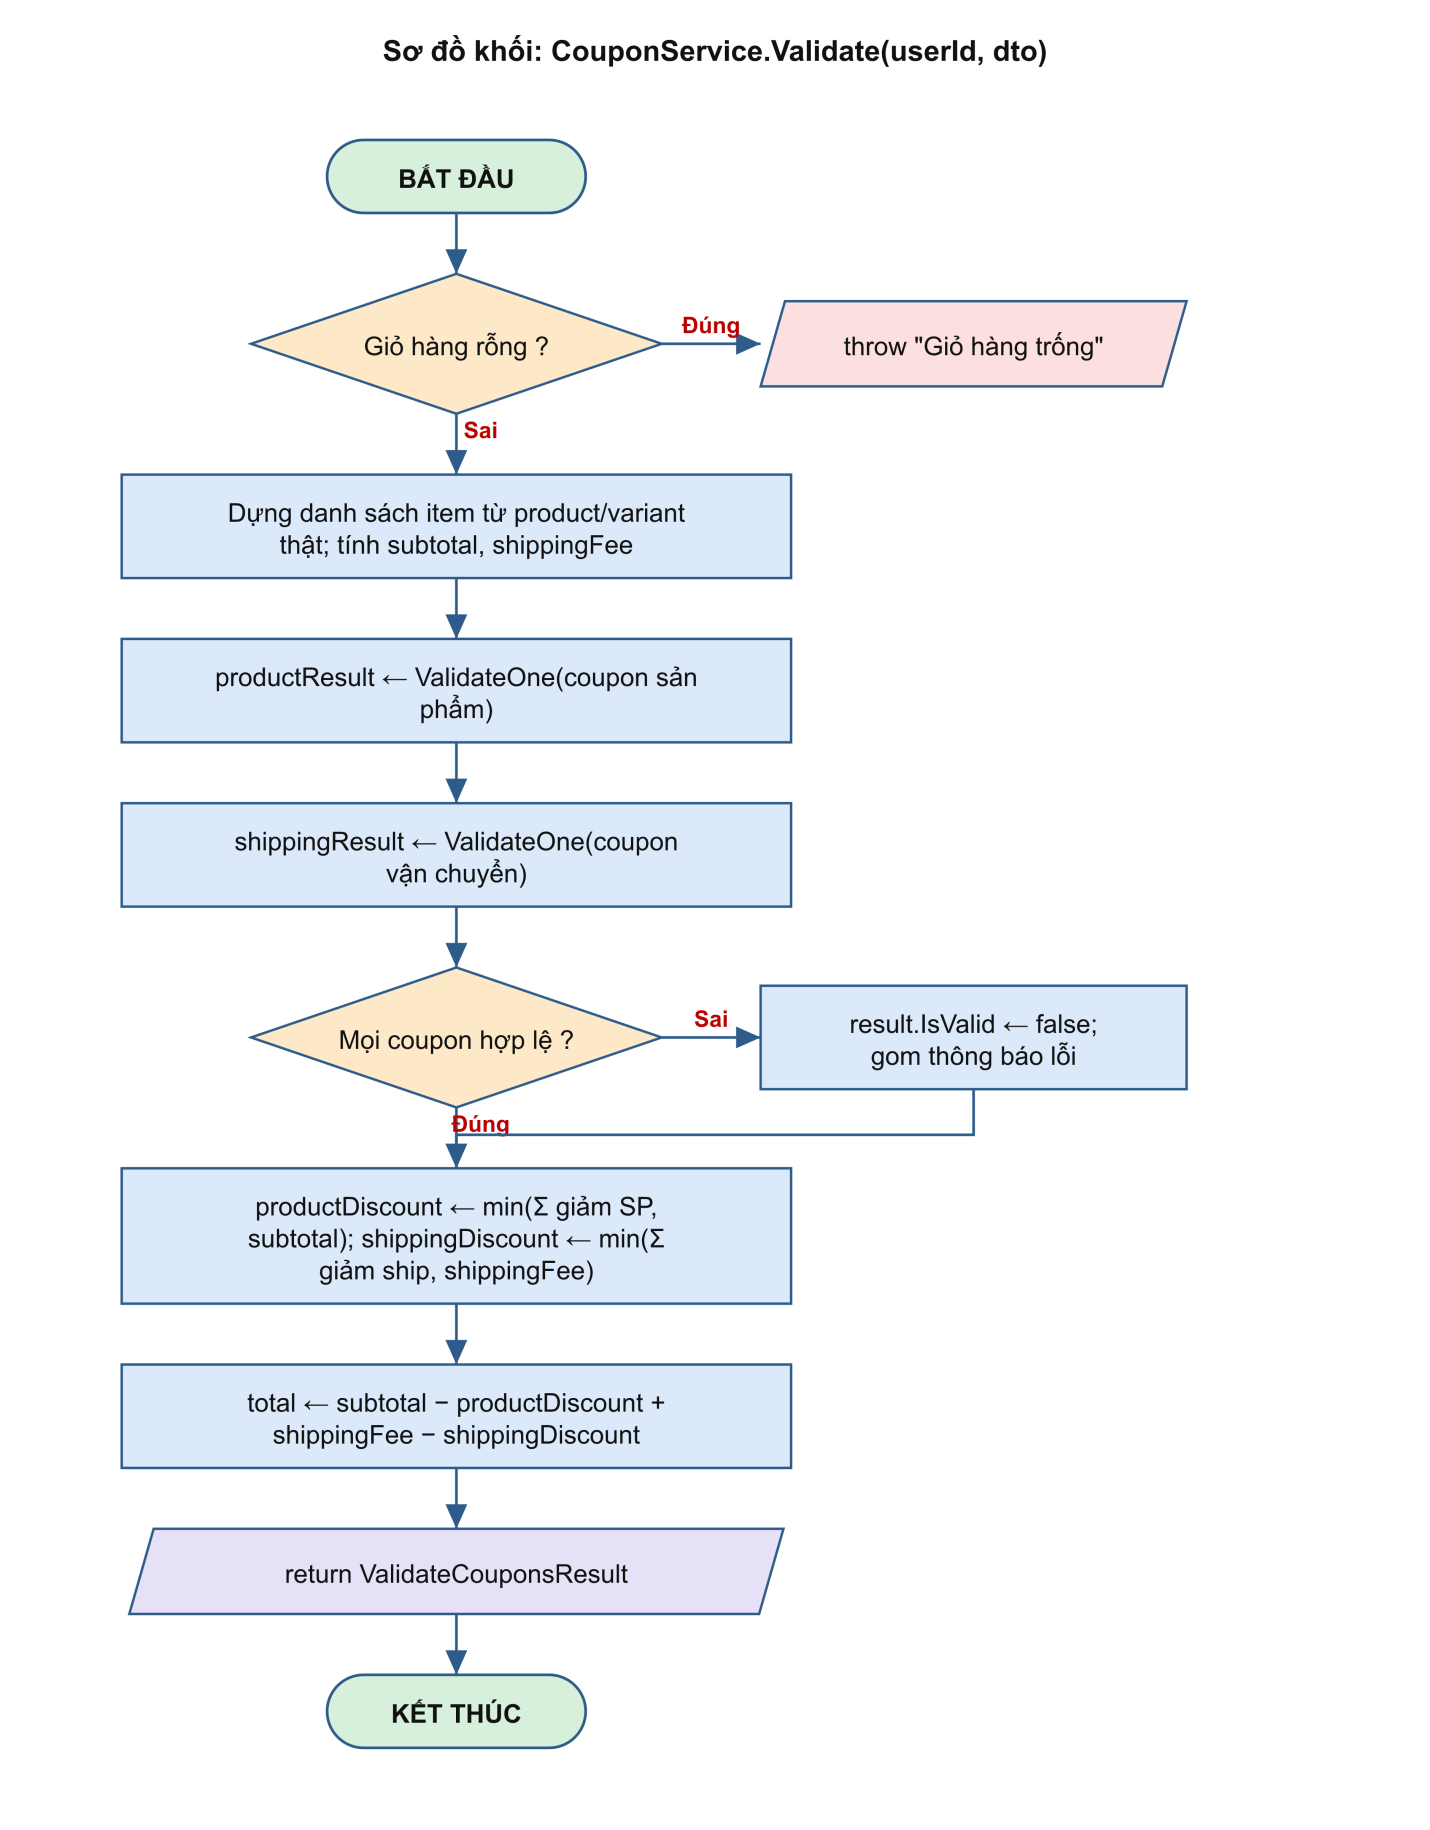 Sơ đồ khối: CouponService.Validate(userId, dto)
BẮT ĐẦU
Giỏ hàng rỗng ?
Đúng
throw "Giỏ hàng trống"
Sai
Dựng danh sách item từ product/variant
thật; tính subtotal, shippingFee
productResult ← ValidateOne(coupon sản
phẩm)
shippingResult ← ValidateOne(coupon
vận chuyển)
Mọi coupon hợp lệ ?
Sai
result.IsValid ← false;
gom thông báo lỗi
Đúng
productDiscount ← min(Σ giảm SP,
subtotal); shippingDiscount ← min(Σ
giảm ship, shippingFee)
total ← subtotal − productDiscount +
shippingFee − shippingDiscount
return ValidateCouponsResult
KẾT THÚC